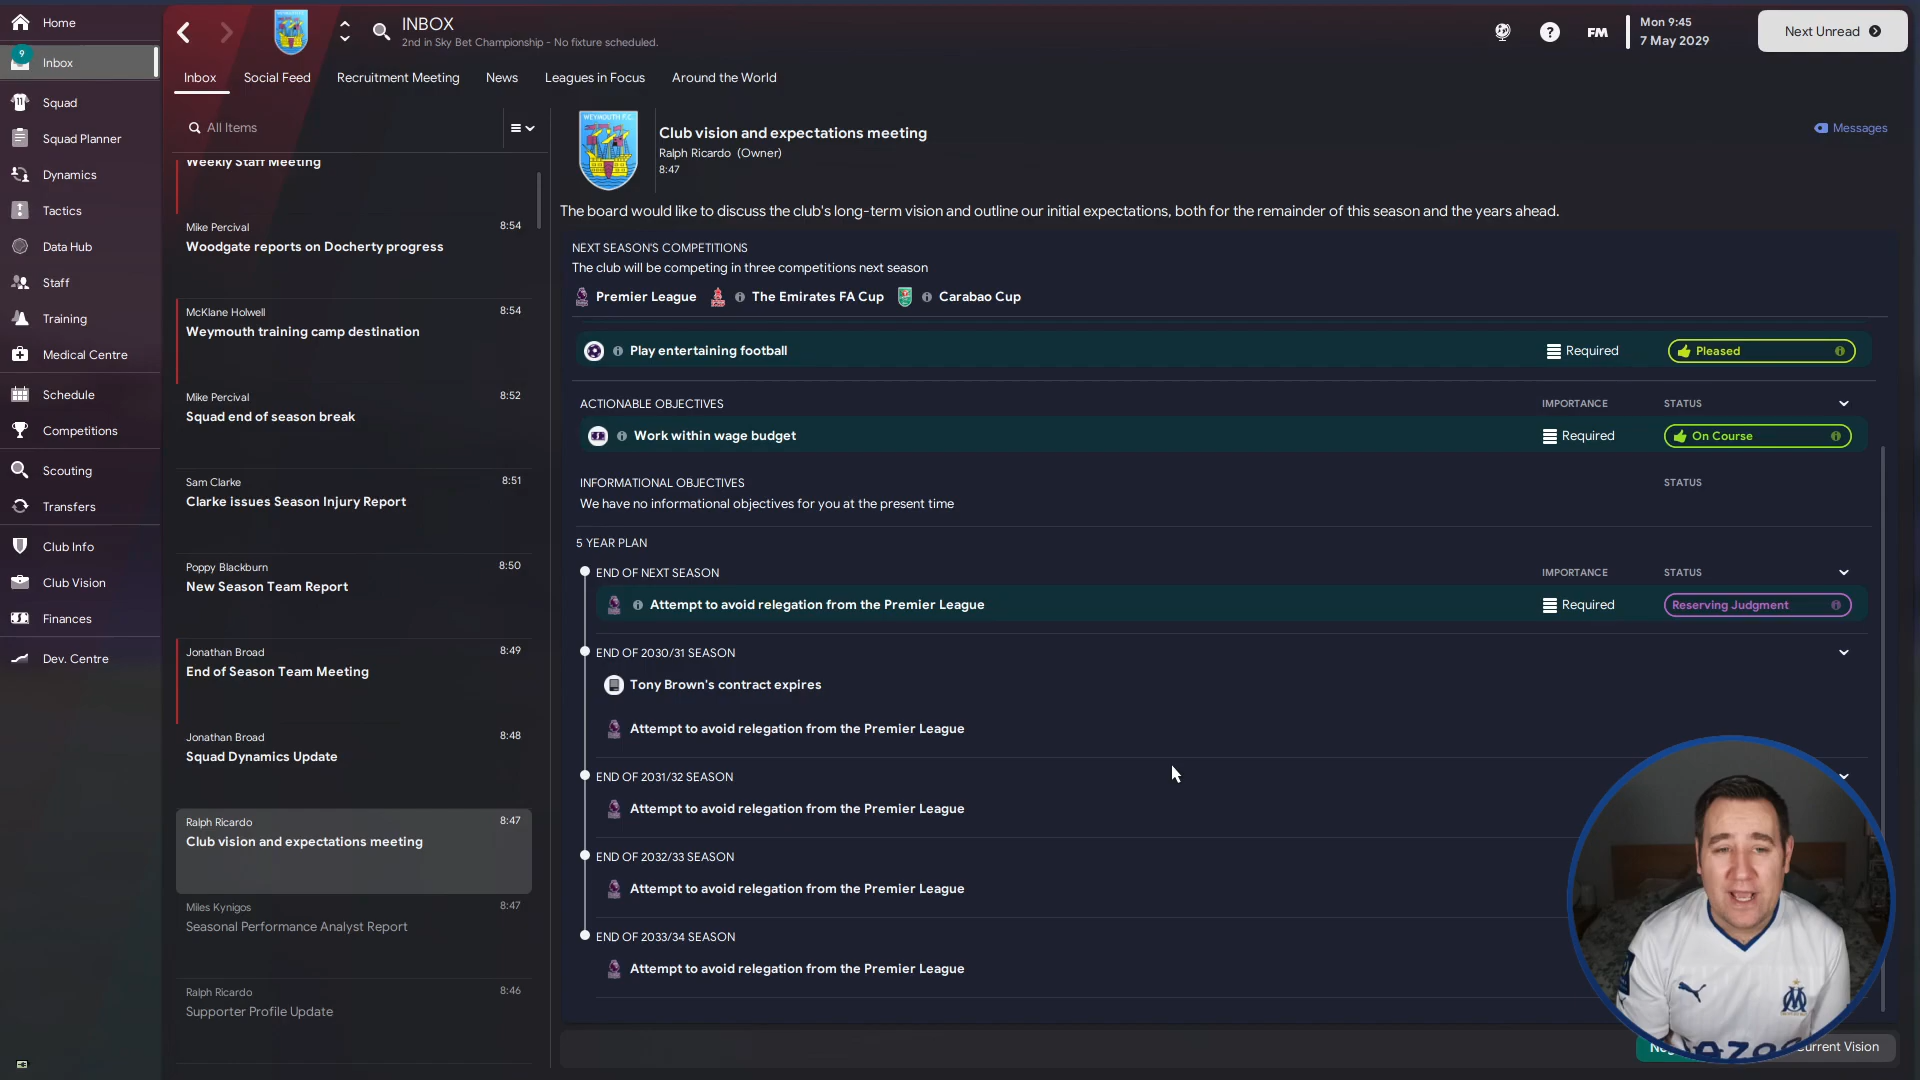 Home
9
Inbox
Squad
Squad Planner
Dynamics
Tactics
Data Hub
Staff
Training
Medical Centre
Schedule
Competitions
Scouting
Transfers
Club Info
Club Vision
Finances
Dev. Centre
INBOX
2nd in Sky Bet Championship - No fixture scheduled.
FM
Mon 9:45
7 May 2029
Next Unread
Inbox
Social Feed
Recruitment Meeting
News
Leagues in Focus
Around the World
All Items
Weekly Staff Meeting
Mike Percival 8:54
Woodgate reports on Docherty progress
McKlane Holwell 8:54
Weymouth training camp destination
Mike Percival 8:52
Squad end of season break
Sam Clarke 8:51
Clarke issues Season Injury Report
Poppy Blackburn 8:50
New Season Team Report
Jonathan Broad 8:49
End of Season Team Meeting
Jonathan Broad 8:48
Squad Dynamics Update
Ralph Ricardo 8:47
Club vision and expectations meeting
Miles Kynigos 8:47
Seasonal Performance Analyst Report
Ralph Ricardo 8:46
Supporter Profile Update
WEYMOUTH F.C.
Club vision and expectations meeting
Ralph Ricardo (Owner)
8:47
Messages
The board would like to discuss the club's long-term vision and outline our initial expectations, both for the remainder of this season and the years ahead.
NEXT SEASON'S COMPETITIONS
The club will be competing in three competitions next season
Premier League The Emirates FA Cup Carabao Cup
Play entertaining football Required Pleased
ACTIONABLE OBJECTIVES IMPORTANCE STATUS
Work within wage budget Required On Course
INFORMATIONAL OBJECTIVES STATUS
We have no informational objectives for you at the present time
5 YEAR PLAN
END OF NEXT SEASON IMPORTANCE STATUS
Attempt to avoid relegation from the Premier League Required Reserving Judgment
END OF 2030/31 SEASON
Tony Brown's contract expires
Attempt to avoid relegation from the Premier League
END OF 2031/32 SEASON
Attempt to avoid relegation from the Premier League
END OF 2032/33 SEASON
Attempt to avoid relegation from the Premier League
END OF 2033/34 SEASON
Attempt to avoid relegation from the Premier League
Current Vision